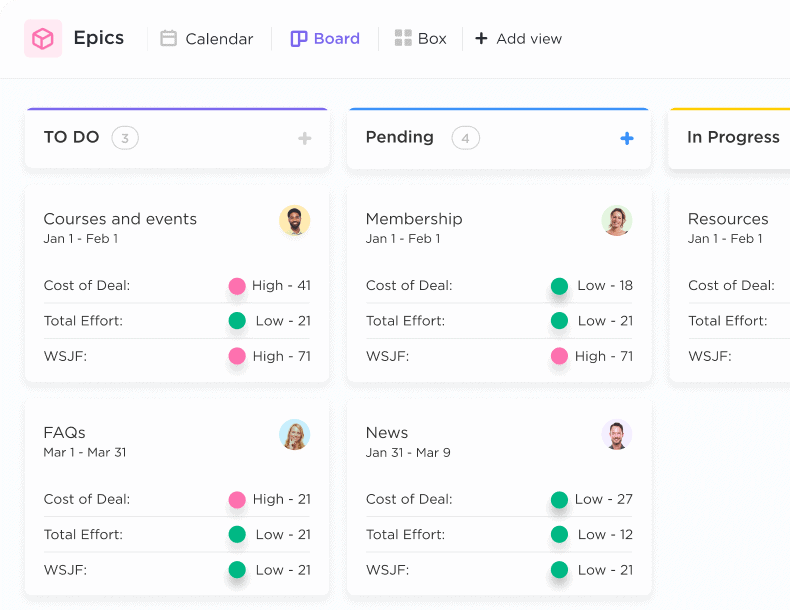 Epics
Calendar
Board
Box
+ Add view
TO DO 3 +
Pending 4 +
In Progress
Courses and events
Jan 1 - Feb 1
Cost of Deal: High - 41
Total Effort: Low - 21
WSJF: High - 71
Membership
Jan 1 - Feb 1
Cost of Deal: Low - 18
Total Effort: Low - 21
WSJF: High - 71
Resources
Jan 1 - Feb 1
Cost of Deal:
Total Effort:
WSJF:
FAQs
Mar 1 - Mar 31
Cost of Deal: High - 21
Total Effort: Low - 21
WSJF: Low - 21
News
Jan 31 - Mar 9
Cost of Deal: Low - 27
Total Effort: Low - 12
WSJF: Low - 21